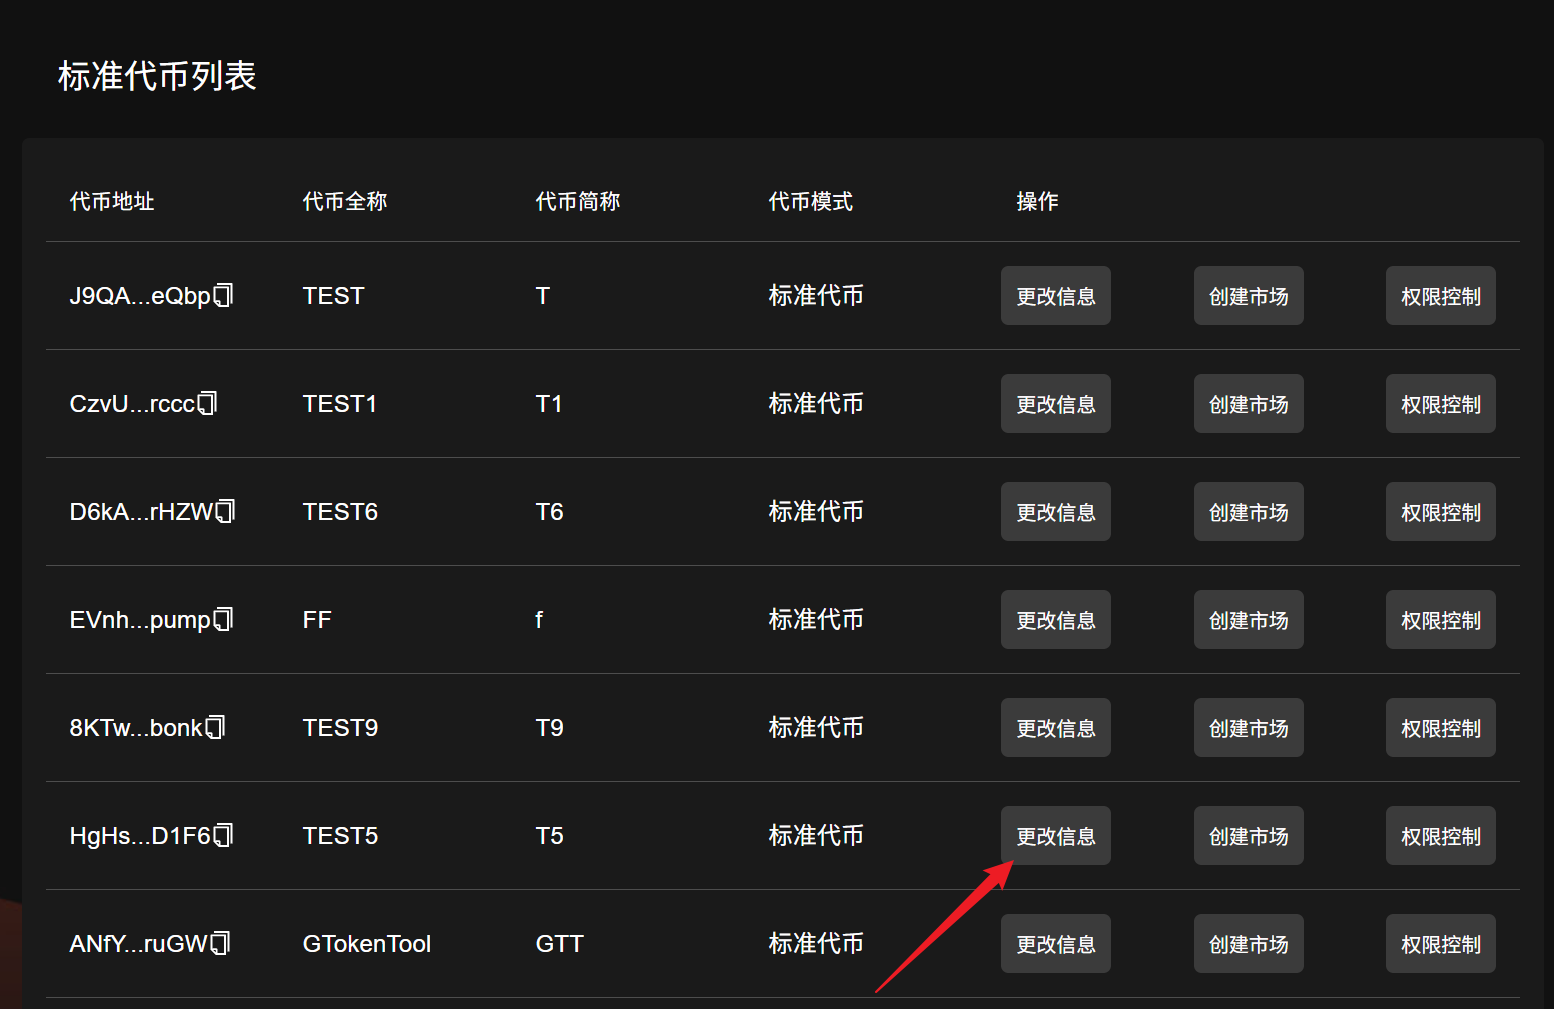 标准代币列表
代币地址 代币全称 代币简称 代币模式 操作
J9QA...eQbp TEST T 标准代币 更改信息 创建市场 权限控制
CzvU...rccc TEST1 T1 标准代币 更改信息 创建市场 权限控制
D6kA...rHZW TEST6 T6 标准代币 更改信息 创建市场 权限控制
EVnh...pump FF f 标准代币 更改信息 创建市场 权限控制
8KTw...bonk TEST9 T9 标准代币 更改信息 创建市场 权限控制
HgHs...D1F6 TEST5 T5 标准代币 更改信息 创建市场 权限控制
ANfY...ruGW GTokenTool GTT 标准代币 更改信息 创建市场 权限控制